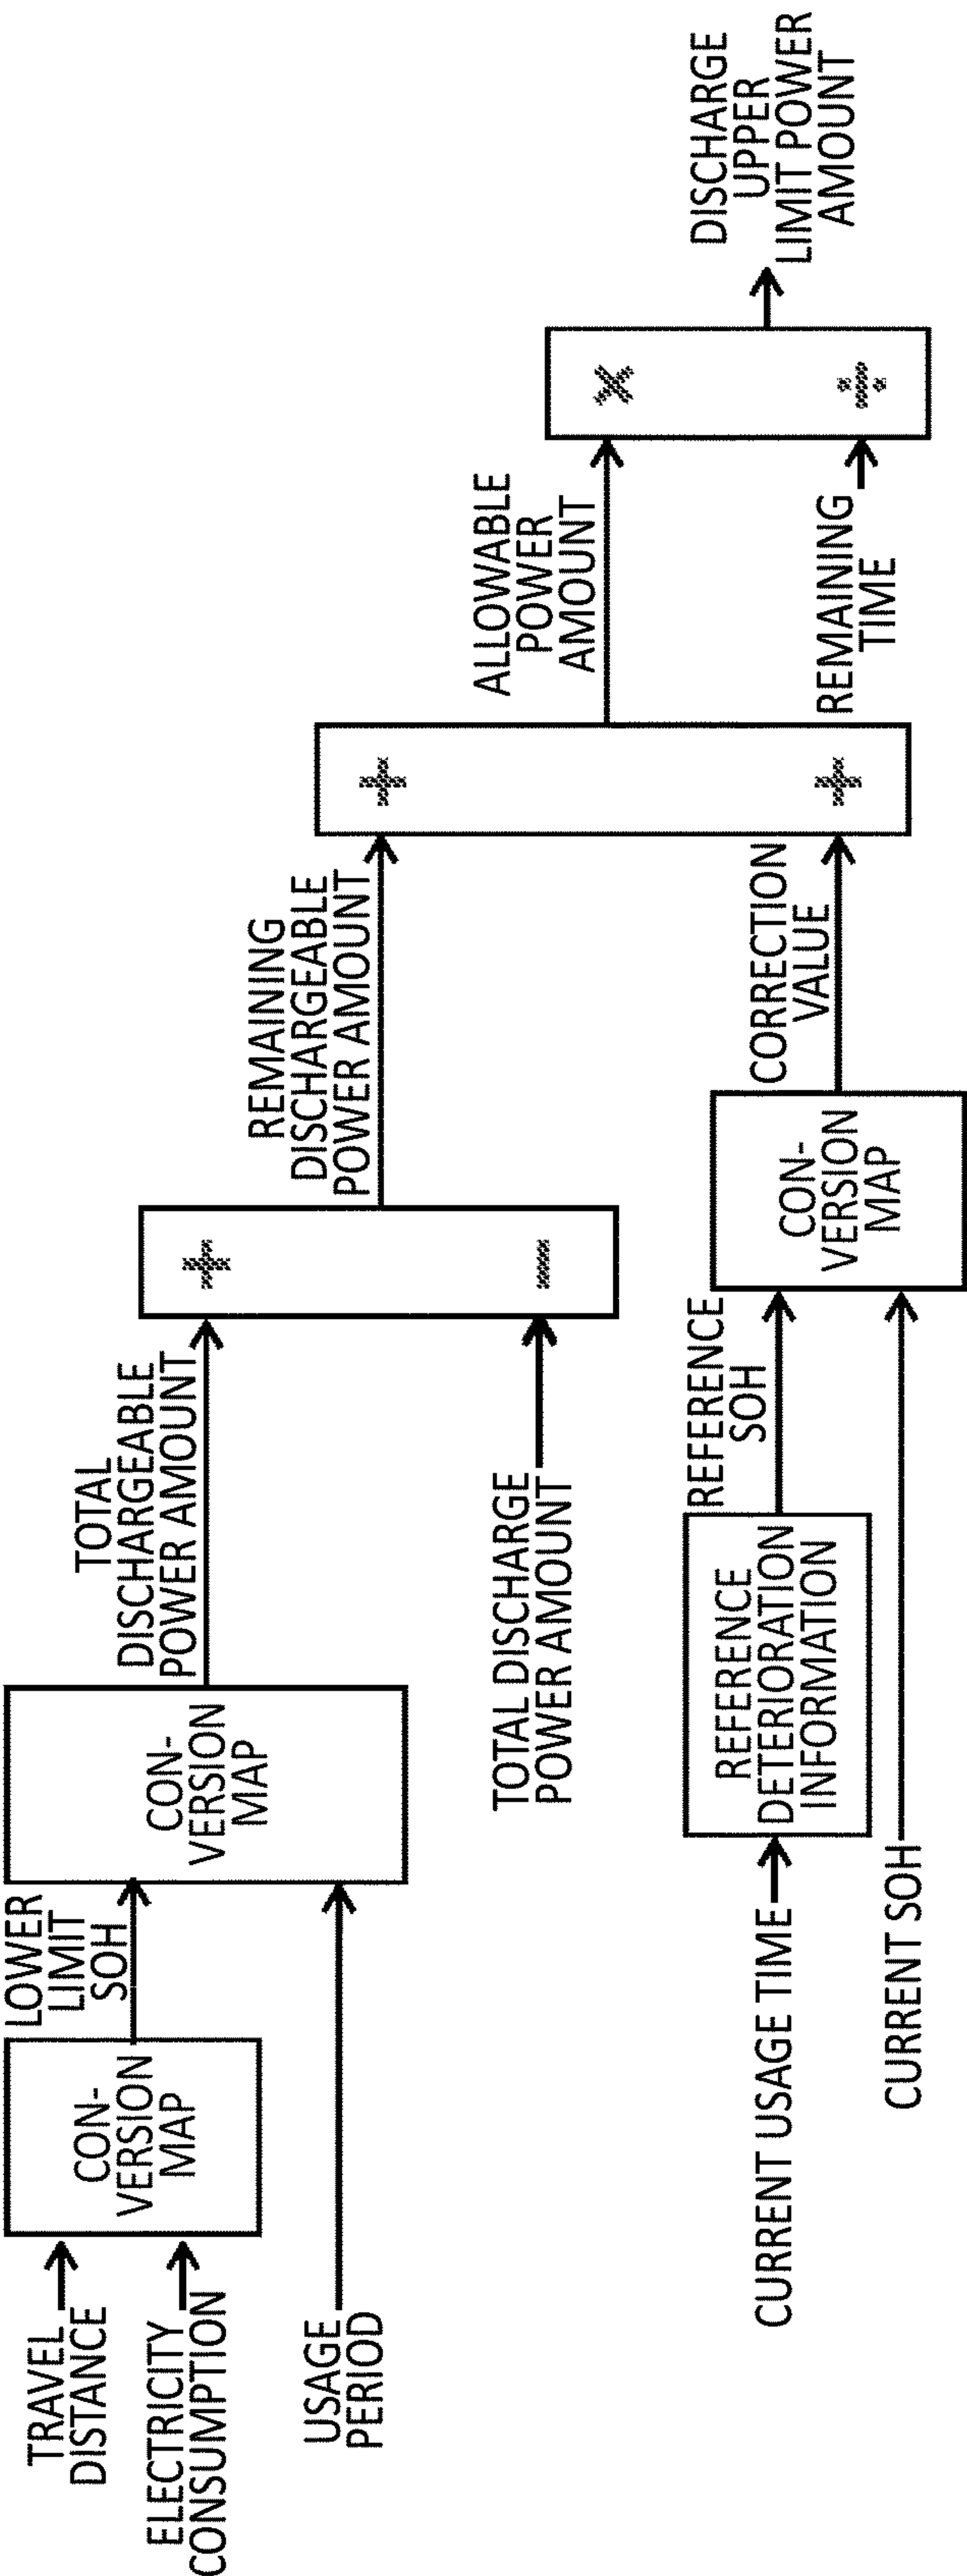 TRAVEL
DISTANCE
ELECTRICITY
CONSUMPTION
USAGE
PERIOD
CON-
VERSION
MAP
LOWER
LIMIT
SOH
CON-
VERSION
MAP
TOTAL
DISCHARGEABLE
POWER AMOUNT
TOTAL DISCHARGE
POWER AMOUNT
+
−
REMAINING
DISCHARGEABLE
POWER AMOUNT
CURRENT USAGE TIME
CURRENT SOH
REFERENCE
DETERIORATION
INFORMATION
REFERENCE
SOH
CON-
VERSION
MAP
CORRECTION
VALUE
+
+
ALLOWABLE
POWER
AMOUNT
REMAINING
TIME
×
÷
DISCHARGE
UPPER
LIMIT POWER
AMOUNT